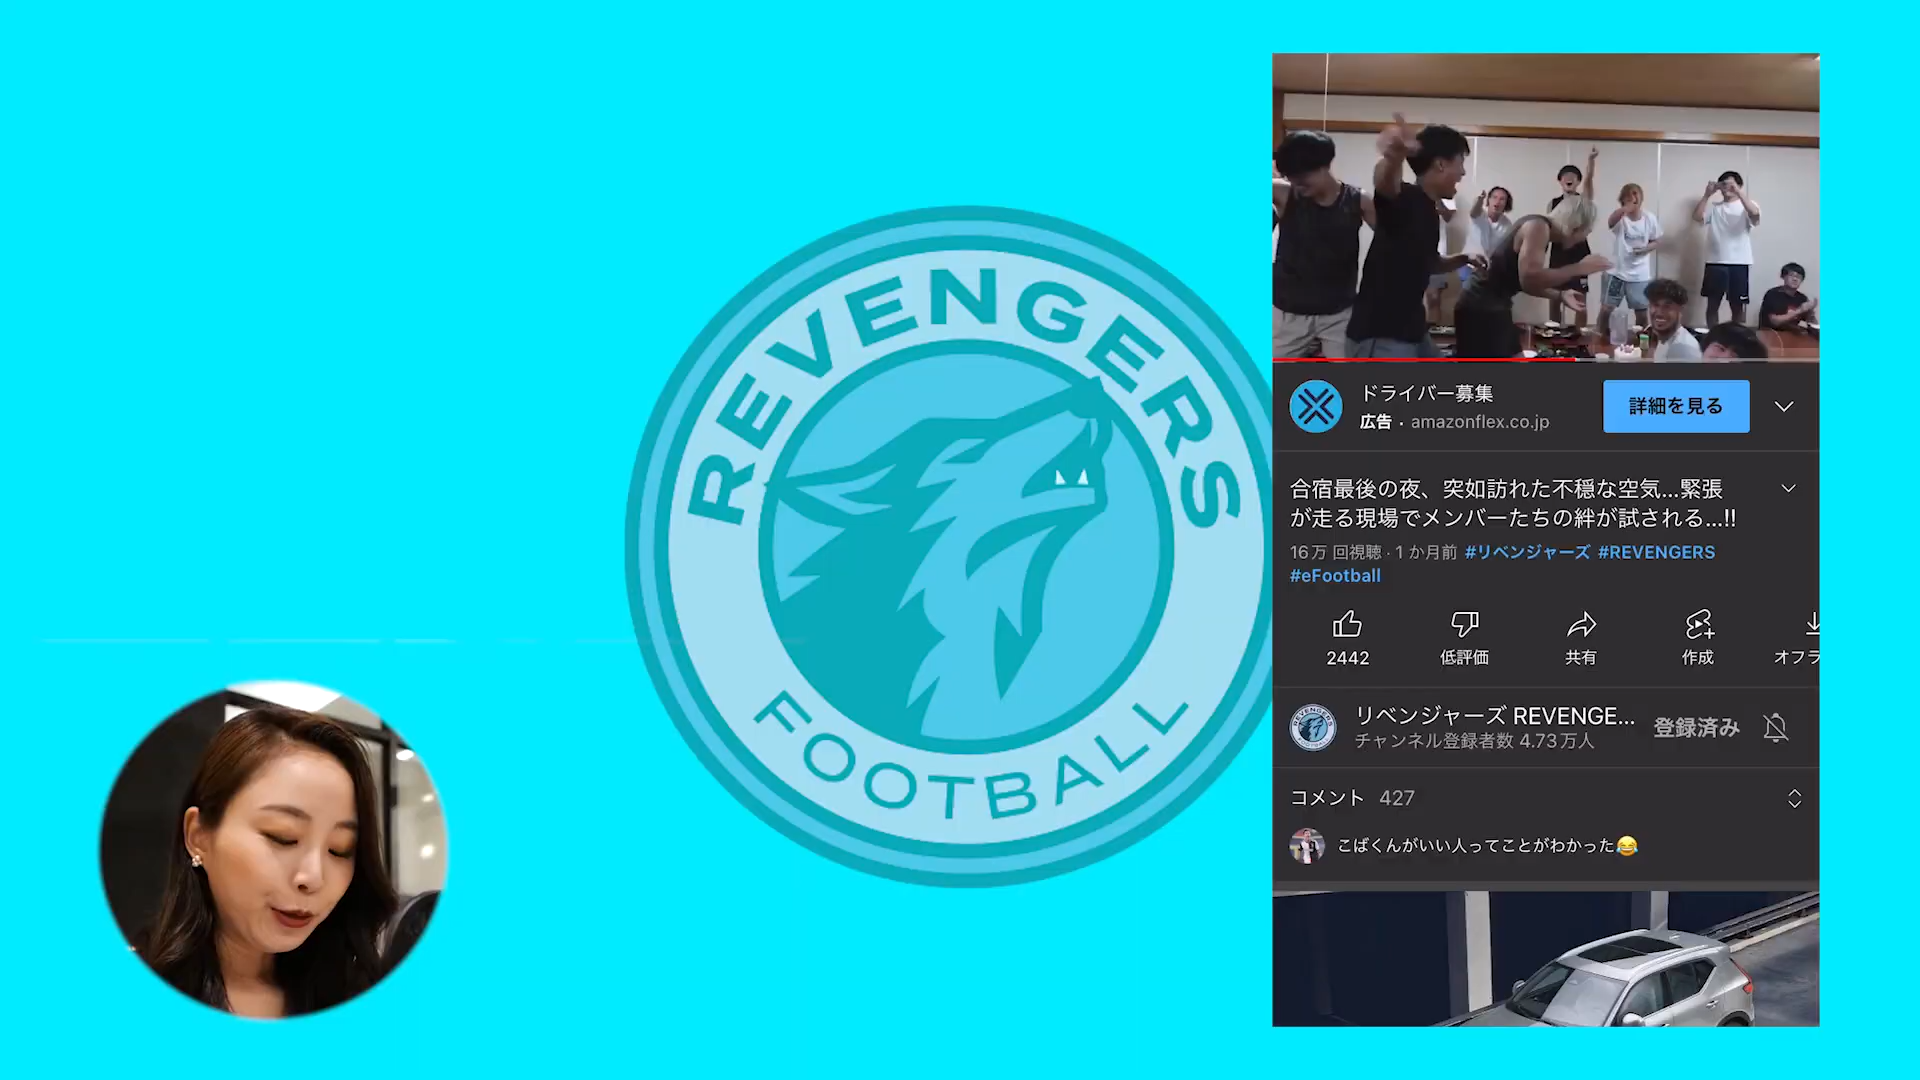 REVENGERS
FOOTBALL
ドライバー募集
広告・amazonflex.co.jp
詳細を見る
合宿最後の夜、突如訪れた不穏な空気...緊張
が走る現場でメンバーたちの絆が試される...!!
16万 回視聴・1 か月前 #リベンジャーズ #REVENGERS
#eFootball
2442
低評価
共有
作成
オフラ
REVENGERS
FOOTBALL
リベンジャーズ REVENGE...
登録済み
チャンネル登録者数 4.73万人
コメント 427
こばくんがいい人ってことがわかった😂